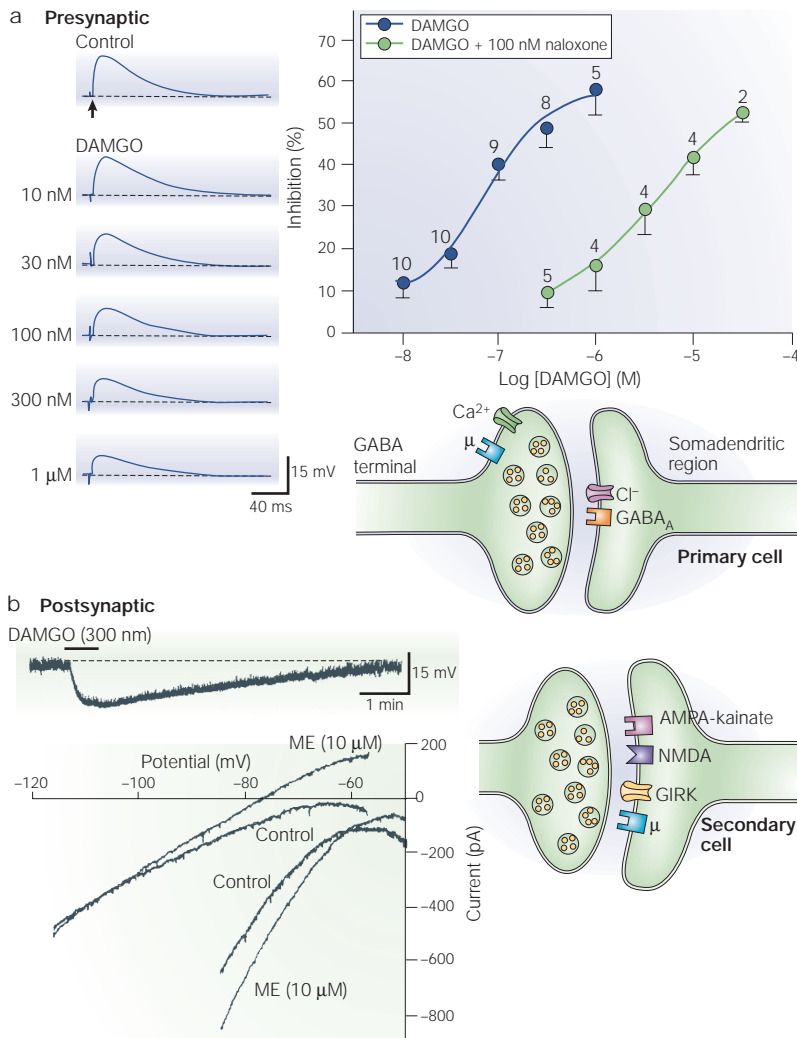 a Presynaptic
Control
DAMGO
10 nM
30 nM
100 nM
300 nM
1 μM
15 mV
40 ms
DAMGO
DAMGO + 100 nM naloxone
Inhibition (%)
70
60
50
40
30
20
10
0
10
10
9
8
5
5
4
4
4
2
–8
–7
–6
–5
–4
Log [DAMGO] (M)
Ca2+
μ
GABA
terminal
Somadendritic
region
Cl–
GABAA
Primary cell
b Postsynaptic
DAMGO (300 nm)
15 mV
1 min
ME (10 μM)
Potential (mV)
–120
–100
–80
–60
200
0
–200
–400
–600
–800
Current (pA)
Control
Control
ME (10 μM)
AMPA-kainate
NMDA
GIRK
μ
Secondary
cell